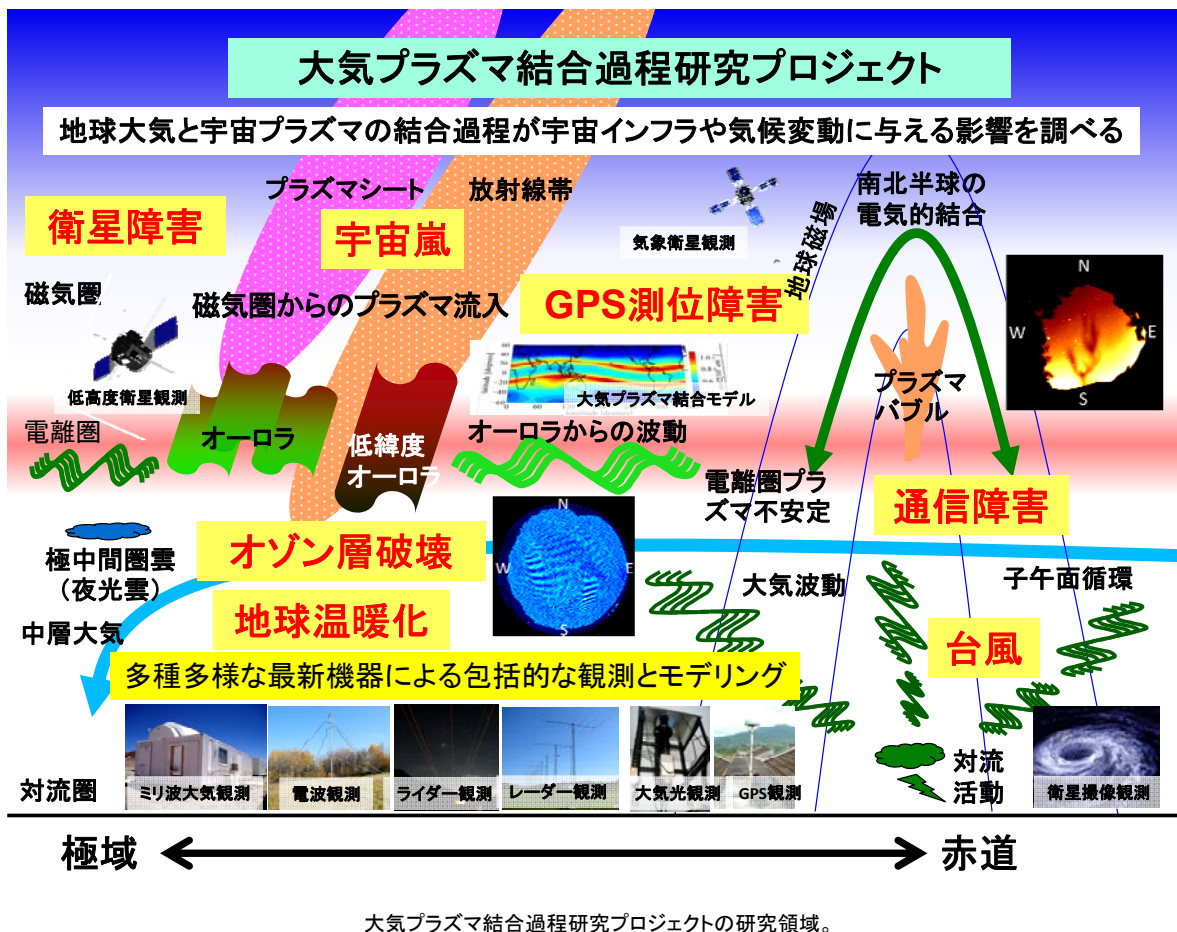 大気プラズマ結合過程研究プロジェクト
地球大気と宇宙プラズマの結合過程が宇宙インフラや気候変動に与える影響を調べる
プラズマシート
放射線帯
南北半球の
電気的結合
衛星障害
宇宙嵐
気象衛星観測
地球磁場
磁気圏
磁気圏からのプラズマ流入
GPS測位障害
N
W
E
S
低高度衛星観測
大気プラズマ結合モデル
プラズマ
バブル
電離圏
オーロラ
低緯度
オーロラ
オーロラからの波動
電離圏プラ
ズマ不安定
通信障害
極中間圏雲
（夜光雲）
オゾン層破壊
N
W
E
S
大気波動
子午面循環
中層大気
地球温暖化
台風
多種多様な最新機器による包括的な観測とモデリング
対流圏
ミリ波大気観測
電波観測
ライダー観測
レーダー観測
大気光観測
GPS観測
対流
活動
衛星撮像観測
極域
赤道
大気プラズマ結合過程研究プロジェクトの研究領域。